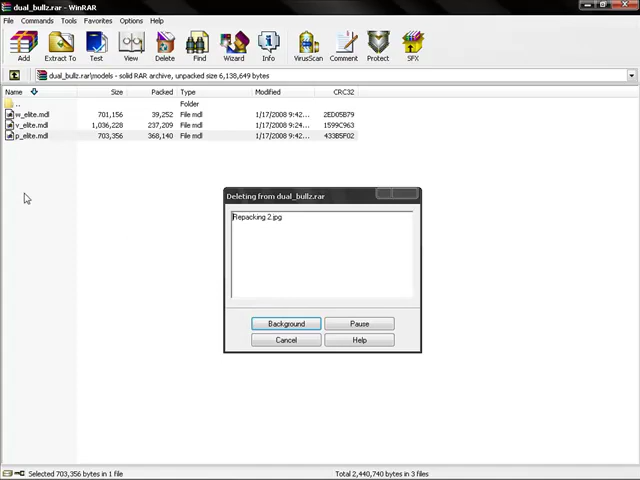 dual_bullz.rar - WinRAR
File Commands Tools Favorites Options Help
Add Extract To Test View Delete Find Wizard Info VirusScan Comment Protect SFX
dual_bullz.rar\models - solid RAR archive, unpacked size 6,138,649 bytes
Name Size Packed Type Modified CRC32
.. Folder
w_elite.mdl 701,156 39,252 File mdl 1/17/2008 9:42... 2ED05B79
v_elite.mdl 1,036,228 237,209 File mdl 1/17/2008 9:24... 1599C963
p_elite.mdl 703,356 368,140 File mdl 1/17/2008 9:42... 433B5F02
Deleting from dual_bullz.rar
Repacking 2.jpg
Background Pause
Cancel Help
Selected 703,356 bytes in 1 file Total 2,440,740 bytes in 3 files